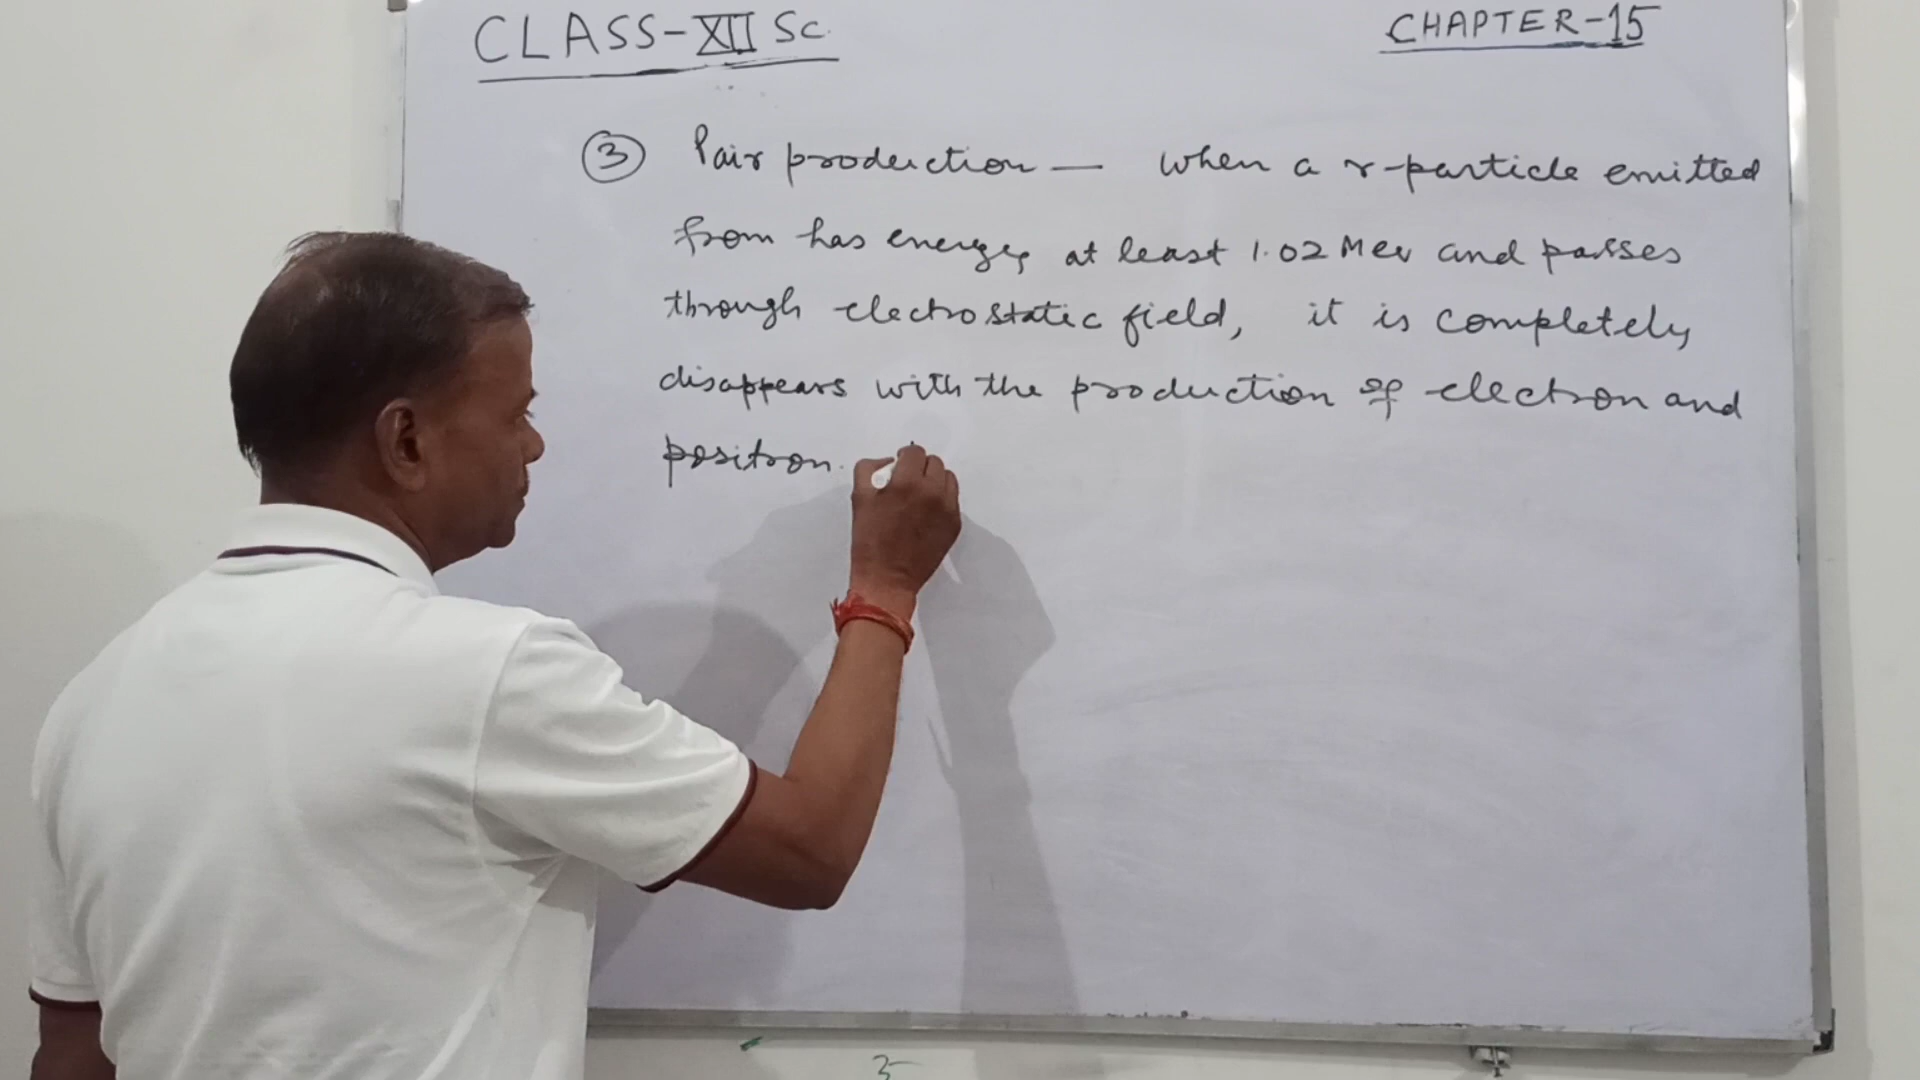 CLASS-XII Sc.
CHAPTER-15
3 Pair production — when a r-particle emitted
from has energy at least 1.02 Mev and passes
through electrostatic field, it is completely
disappears with the production of electron and
positron.